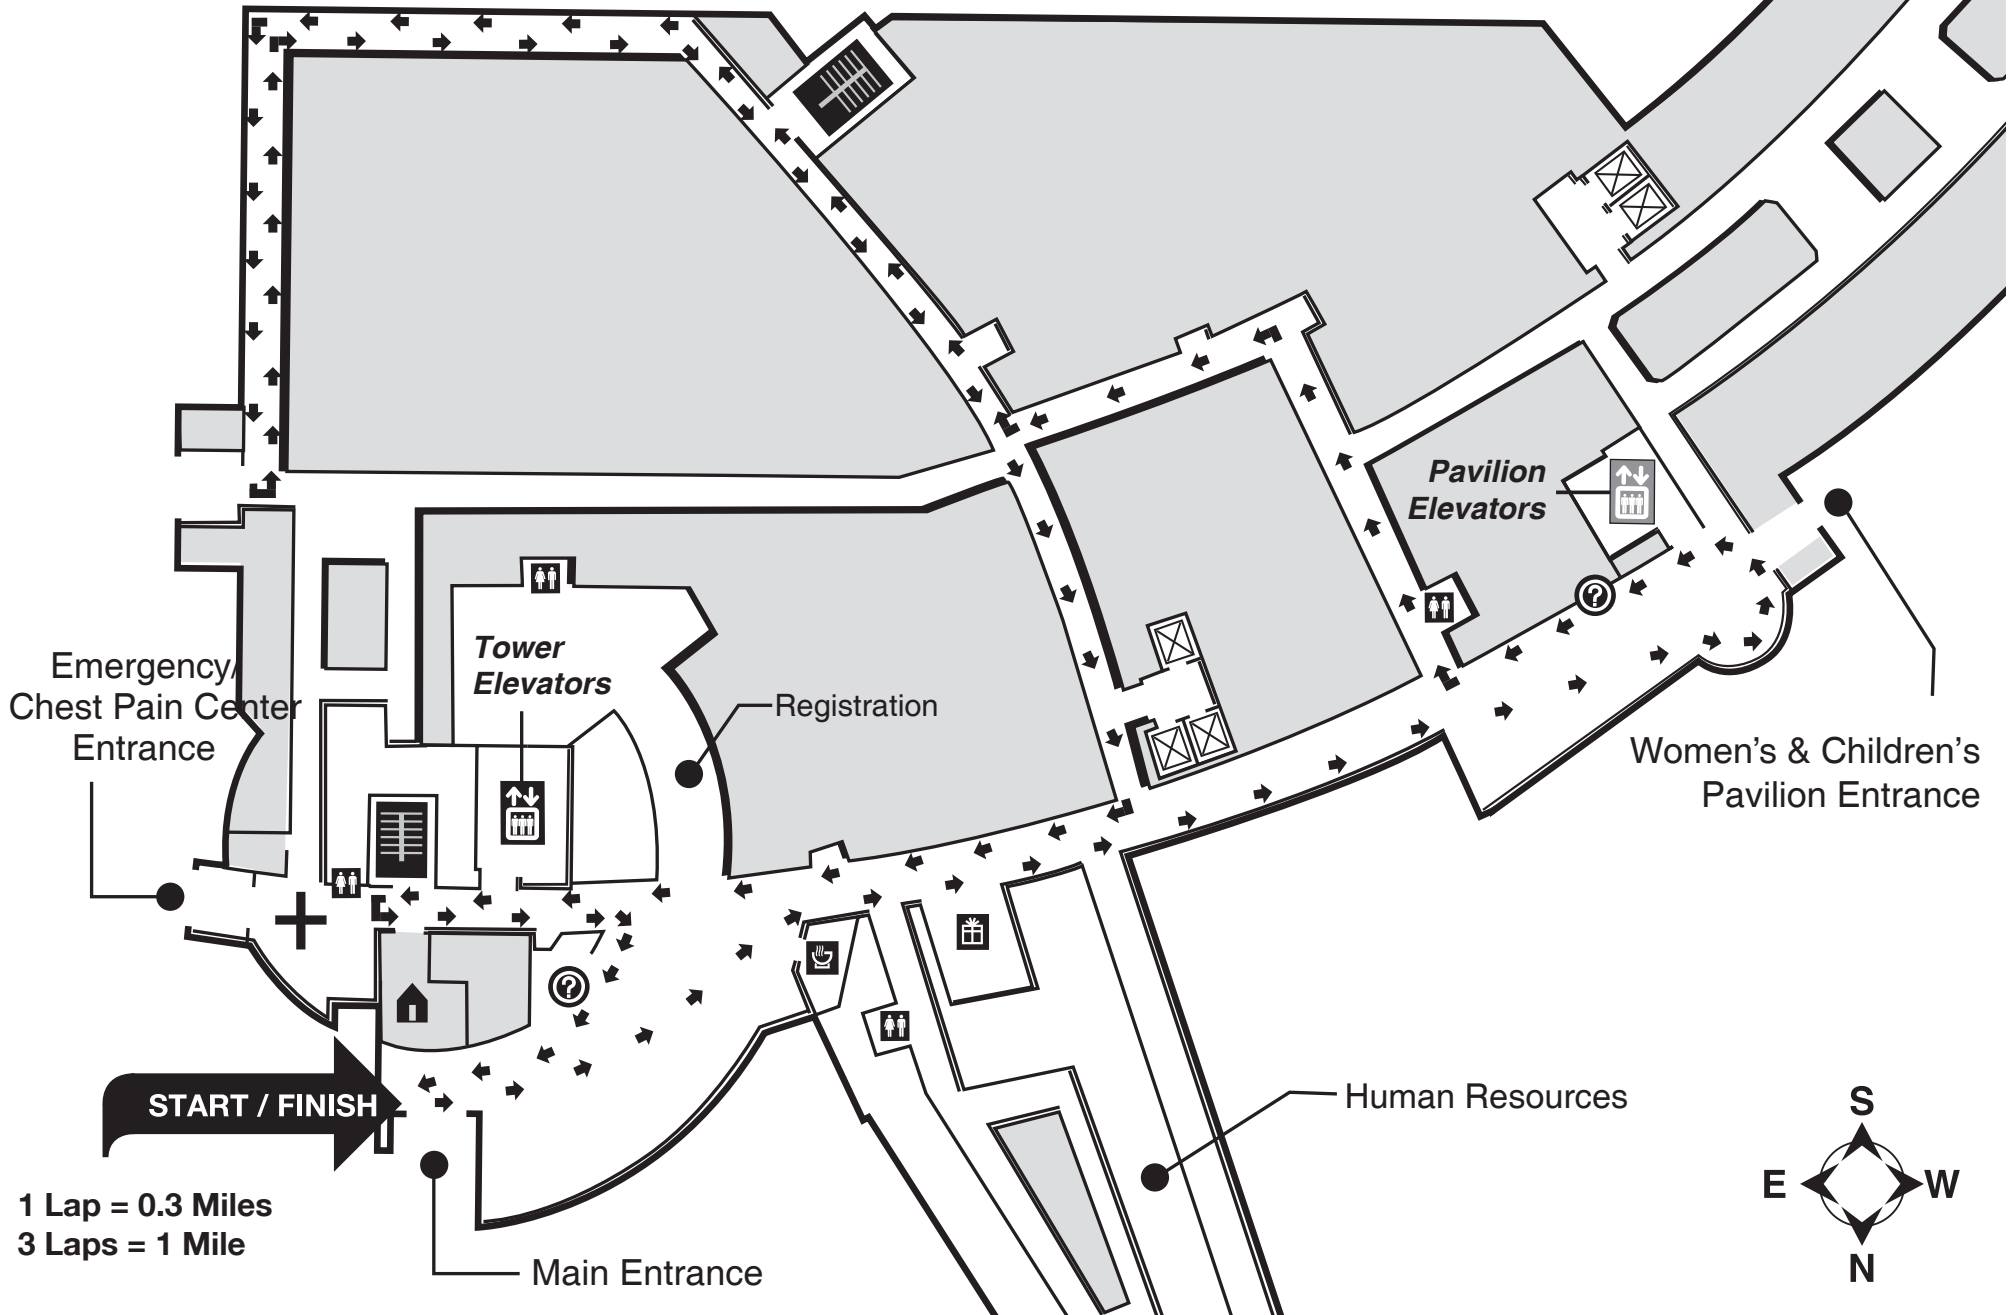 Pavilion
Elevators
Tower
Elevators
Emergency/
Chest Pain Center
Entrance
Registration
Women's & Children's
Pavilion Entrance
START / FINISH
1 Lap = 0.3 Miles
3 Laps = 1 Mile
Main Entrance
Human Resources
S
E W
N
?
?